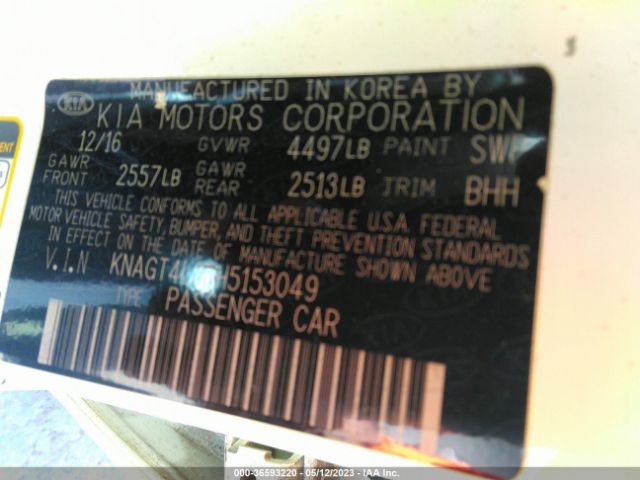 MANUFACTURED IN KOREA BY
KIA KIA MOTORS CORPORATION
12/16 GVWR 4497LB PAINT
GAWR FRONT 2557LB GAWR REAR 2513LB TRIM BHH
THIS VEHICLE CONFORMS TO ALL APPLICABLE U.S.A. FEDERAL
MOTOR VEHICLE SAFETY, BUMPER, AND THEFT PREVENTION STANDARDS
IN EFFECT ON THE DATE OF MANUFACTURE SHOWN ABOVE
V.I.N
TYPE PASSENGER CAR
000-36593220 - 05/12/2023 - IAA Inc.